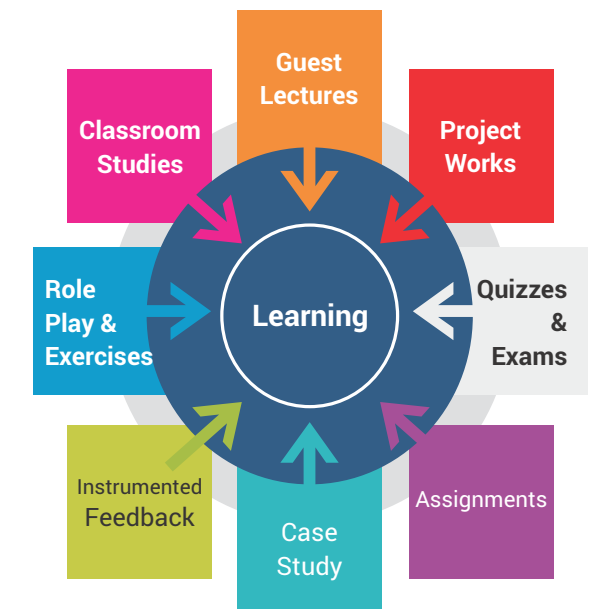 Guest
Lectures
Classroom
Studies
Project
Works
Role
Play &
Exercises
Learning
Quizzes
&
Exams
Instrumented
Feedback
Case
Study
Assignments